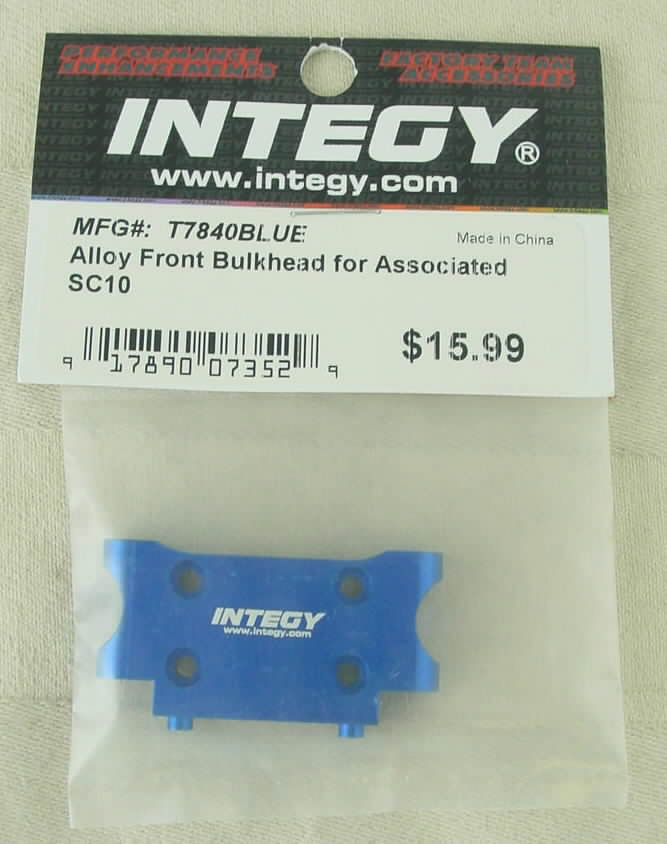 PERFORMANCE
ENHANCEMENTS
FACTORY TEAM
ACCESSORIES
INTEGY®
www.integy.com
MFG#: T7840BLUE
Made in China
Alloy Front Bulkhead for Associated
SC10
$15.99
9 17890 07352 9
INTEGY
www.integy.com